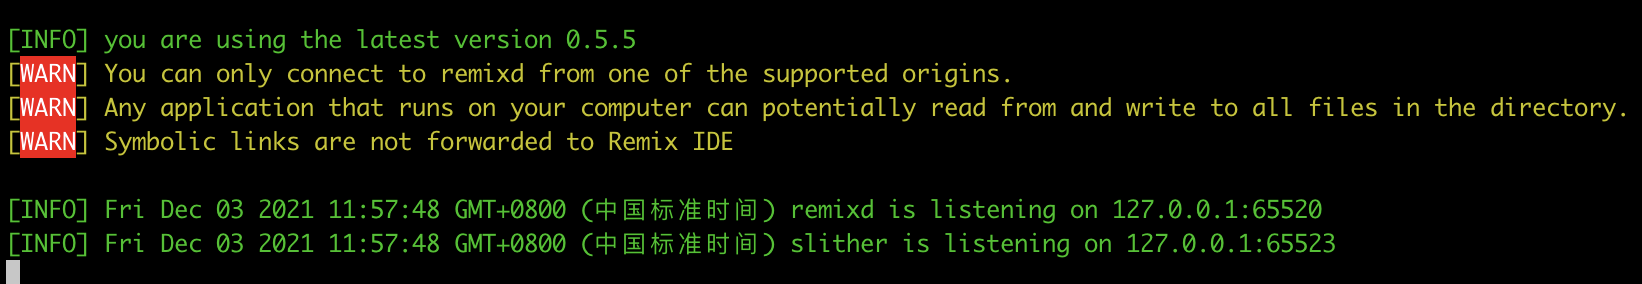 [INFO] you are using the latest version 0.5.5
[WARN] You can only connect to remixd from one of the supported origins.
[WARN] Any application that runs on your computer can potentially read from and write to all files in the directory.
[WARN] Symbolic links are not forwarded to Remix IDE
[INFO] Fri Dec 03 2021 11:57:48 GMT+0800 (中国标准时间) remixd is listening on 127.0.0.1:65520
[INFO] Fri Dec 03 2021 11:57:48 GMT+0800 (中国标准时间) slither is listening on 127.0.0.1:65523